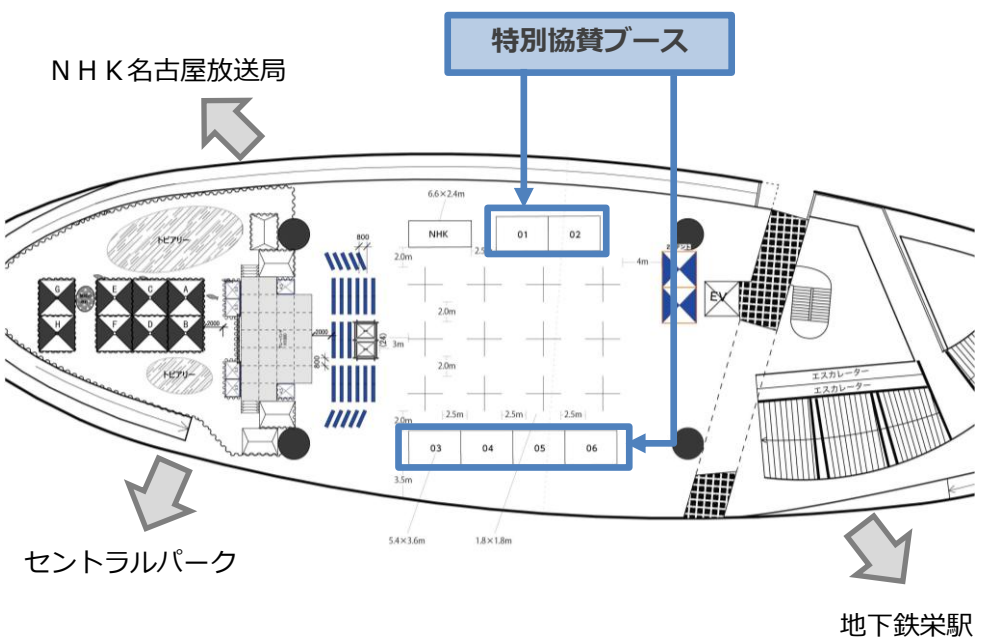 特別協賛ブース
ＮＨＫ名古屋放送局
6.6×2.4m
NHK
01
02
トピアリー
800
2.0m
4m
G
E
C
A
H
F
D
B
2000
2000
EV
2.0m
3m
(24)
800
2.0m
トピアリー
エスカレーター
エスカレーター
2.5m
2.5m
2.5m
2.0m
03
04
05
06
3.5m
5.4×3.6m
1.8×1.8m
セントラルパーク
地下鉄栄駅